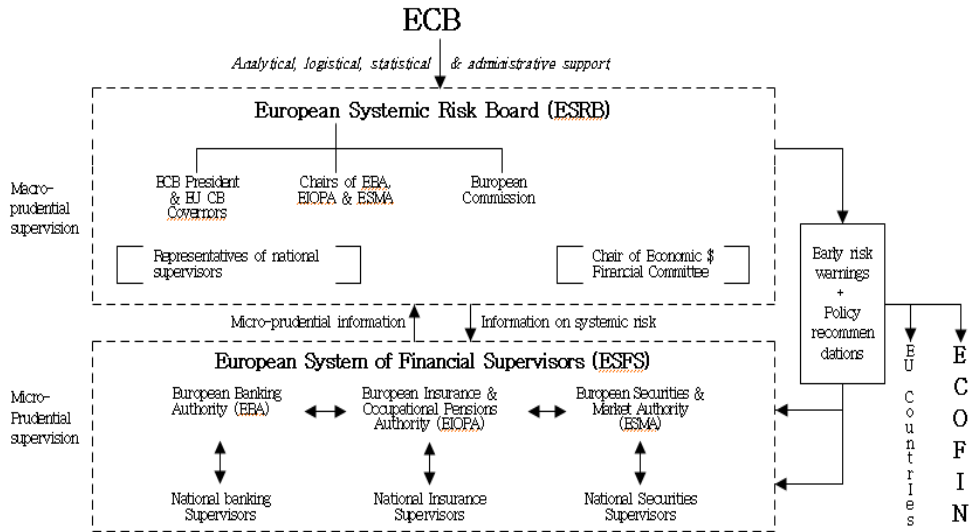 ECB
Analytical, logistical, statistical & administrative support
European Systemic Risk Board (ESRB)
Macro-
prudential
supervision
ECB President
& EU CB
Governors
Chairs of EBA,
EIOPA & ESMA
European
Commission
Representatives of national
supervisors
Chair of Economic $
Financial Committee
Early risk
warnings
+
Policy
recommen
dations
Micro-prudential information
Information on systemic risk
European System of Financial Supervisors (ESFS)
Micro-
Prudential
supervision
European Banking
Authority (EBA)
European Insurance &
Occupational Pensions
Authority (EIOPA)
European Securities &
Market Authority
(ESMA)
National banking
Supervisors
National Insurance
Supervisors
National Securities
Supervisors
EU Countrie
ECOFIN